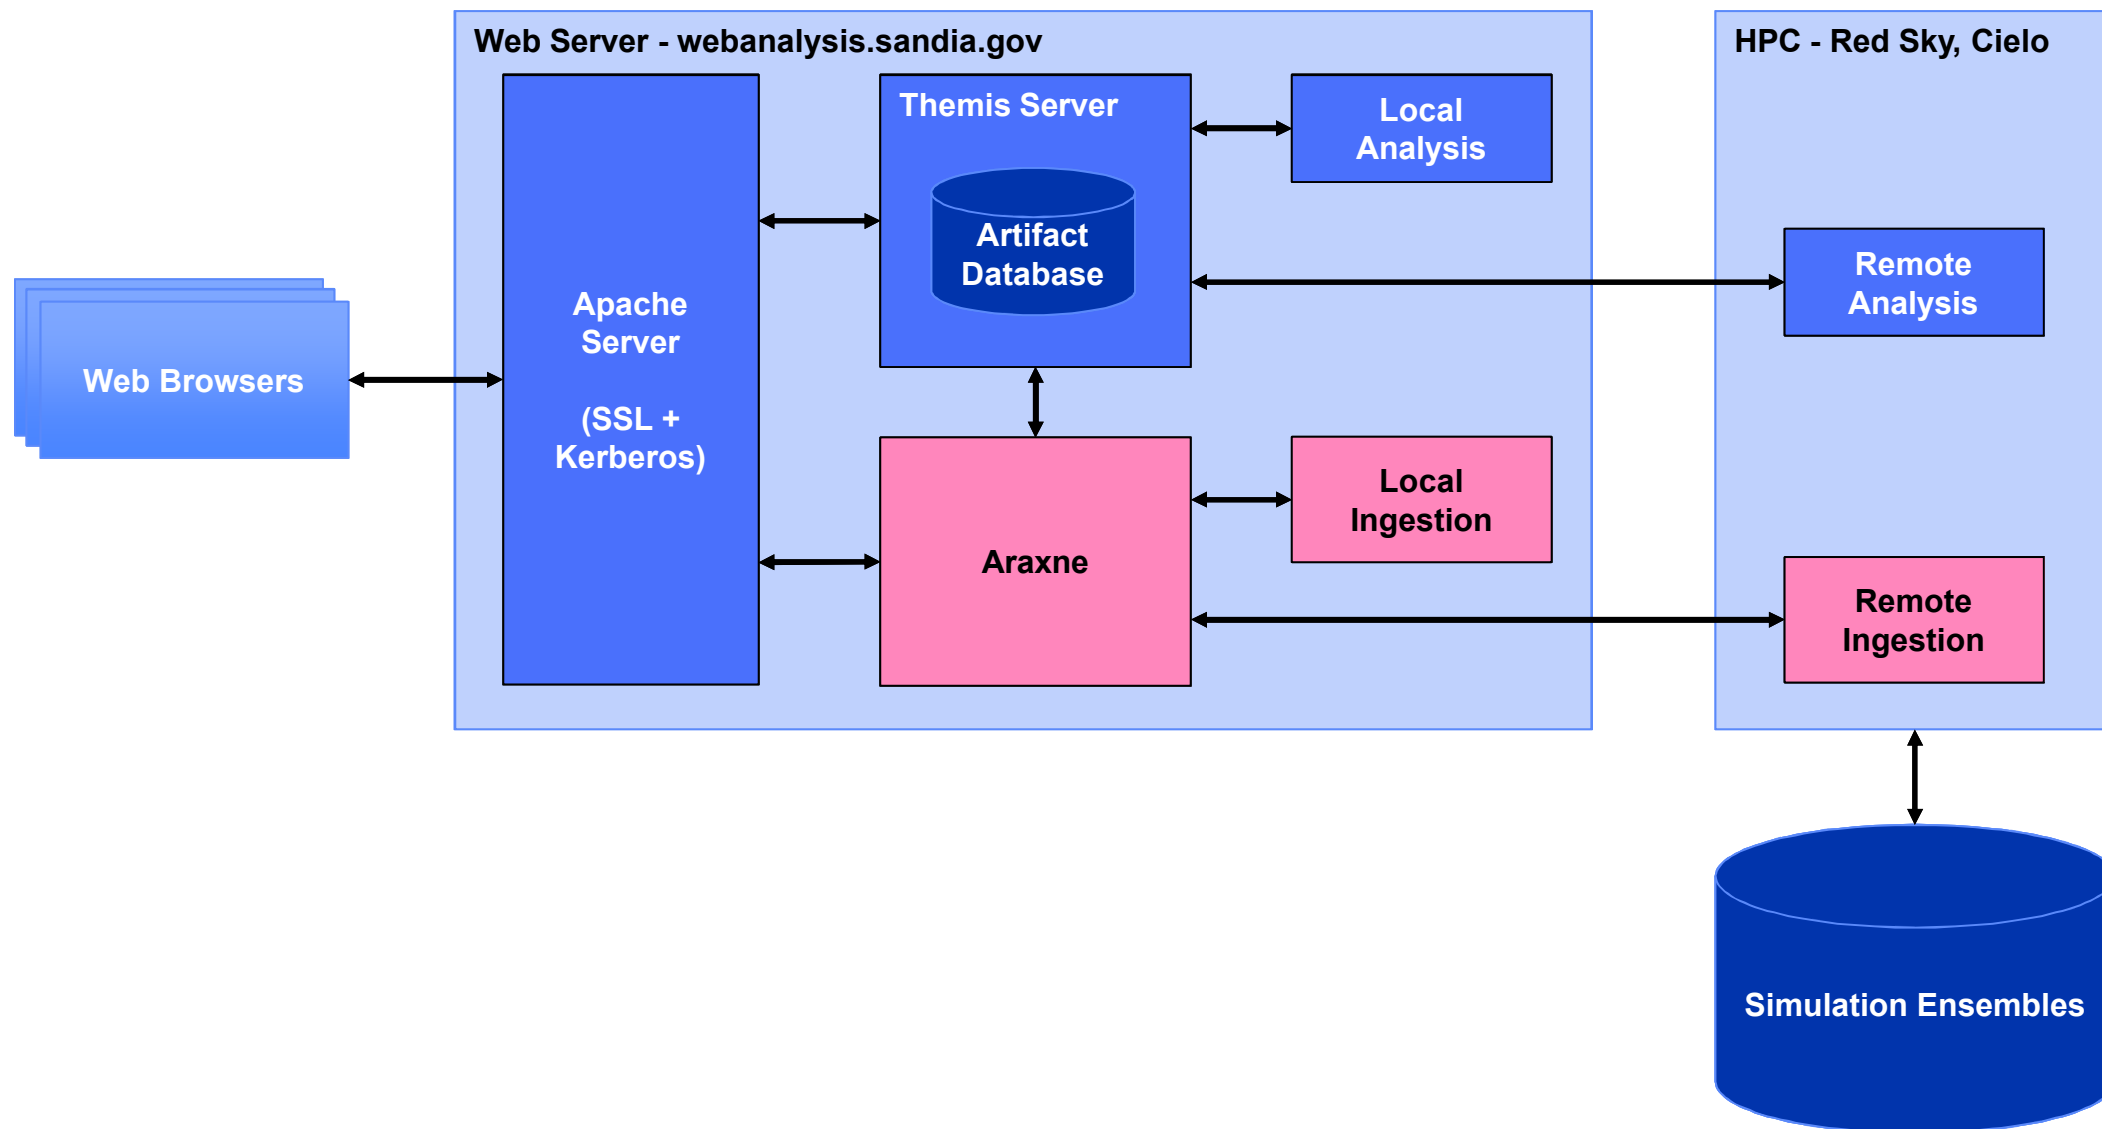 Web Server - webanalysis.sandia.gov
HPC - Red Sky, Cielo
Themis Server
Local
Analysis
Artifact
Database
Remote
Analysis
Apache
Server
(SSL +
Kerberos)
Web Browsers
Local
Ingestion
Araxne
Remote
Ingestion
Simulation Ensembles